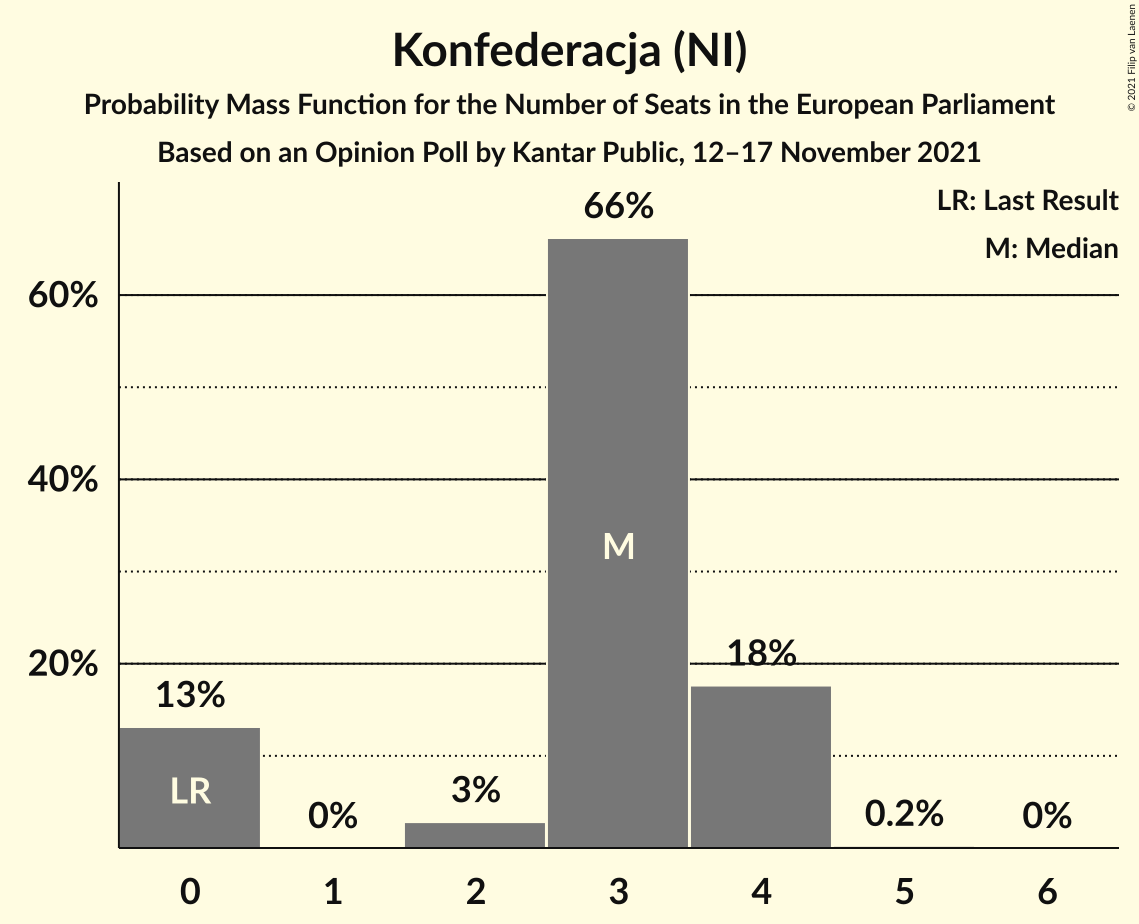 Konfederacja (NI)
Probability Mass Function for the Number of Seats in the European Parliament
Based on an Opinion Poll by Kantar Public, 12–17 November 2021
© 2021 Filip van Laenen
LR: Last Result
M: Median
60%
40%
20%
13%
0%
3%
66%
18%
0.2%
0%
LR
M
0 1 2 3 4 5 6